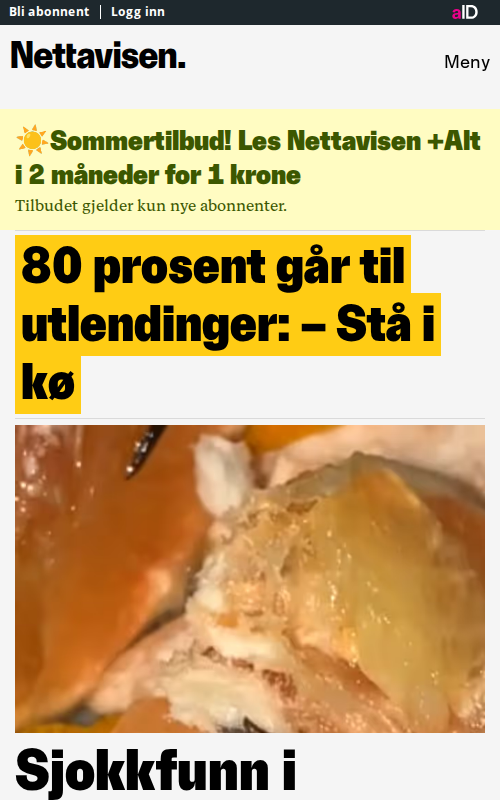 Bli abonnent
Logg inn
aID
Nettavisen.
Meny
☀️Sommertilbud! Les Nettavisen +Alt
i 2 måneder for 1 krone
Tilbudet gjelder kun nye abonnenter.
80 prosent går til
utlendinger: – Stå i
kø
Sjokkfunn i